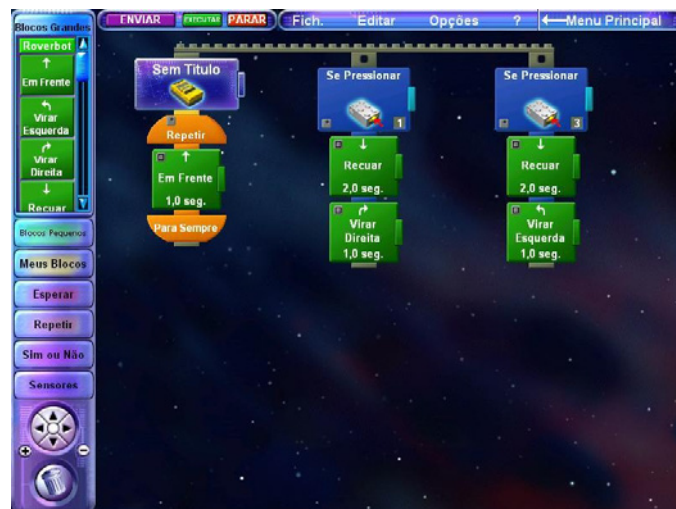 Blocos Grandes
ENVIAR EXECUTAR PARAR Fich. Editar Opções ? Menu Principal
Roverbot
Em Frente
Virar
Esquerda
Virar
Direita
Recuar
Blocos Pequenos
Meus Blocos
Esperar
Repetir
Sim ou Não
Sensores
Sem Título
Repetir
Em Frente
1,0 seg.
Para Sempre
Se Pressionar
1
Recuar
2,0 seg.
Virar
Direita
1,0 seg.
Se Pressionar
3
Recuar
2,0 seg.
Virar
Esquerda
1,0 seg.